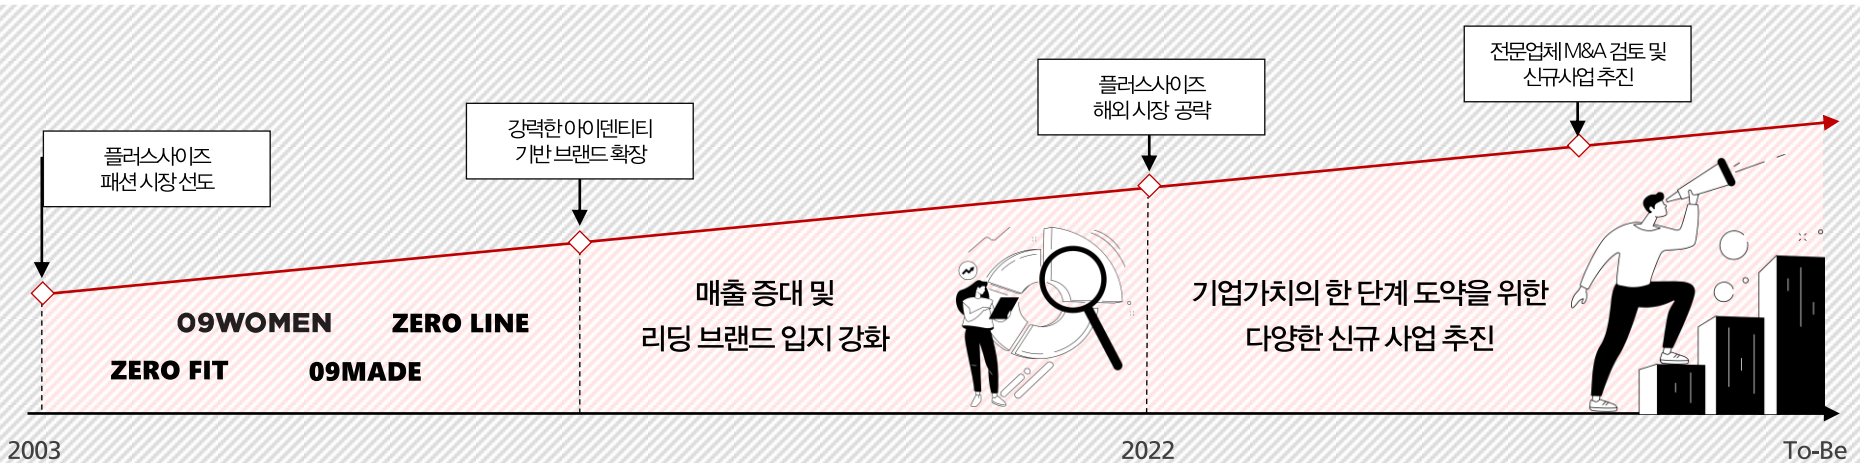 전문업체 M&A 검토 및
신규사업 추진
플러스사이즈
해외 시장 공략
강력한 아이덴티티
기반 브랜드 확장
플러스사이즈
패션 시장 선도
매출 증대 및
리딩 브랜드 입지 강화
기업가치의 한 단계 도약을 위한
다양한 신규 사업 추진
09WOMEN
ZERO LINE
ZERO FIT
09MADE
2003
2022
To-Be